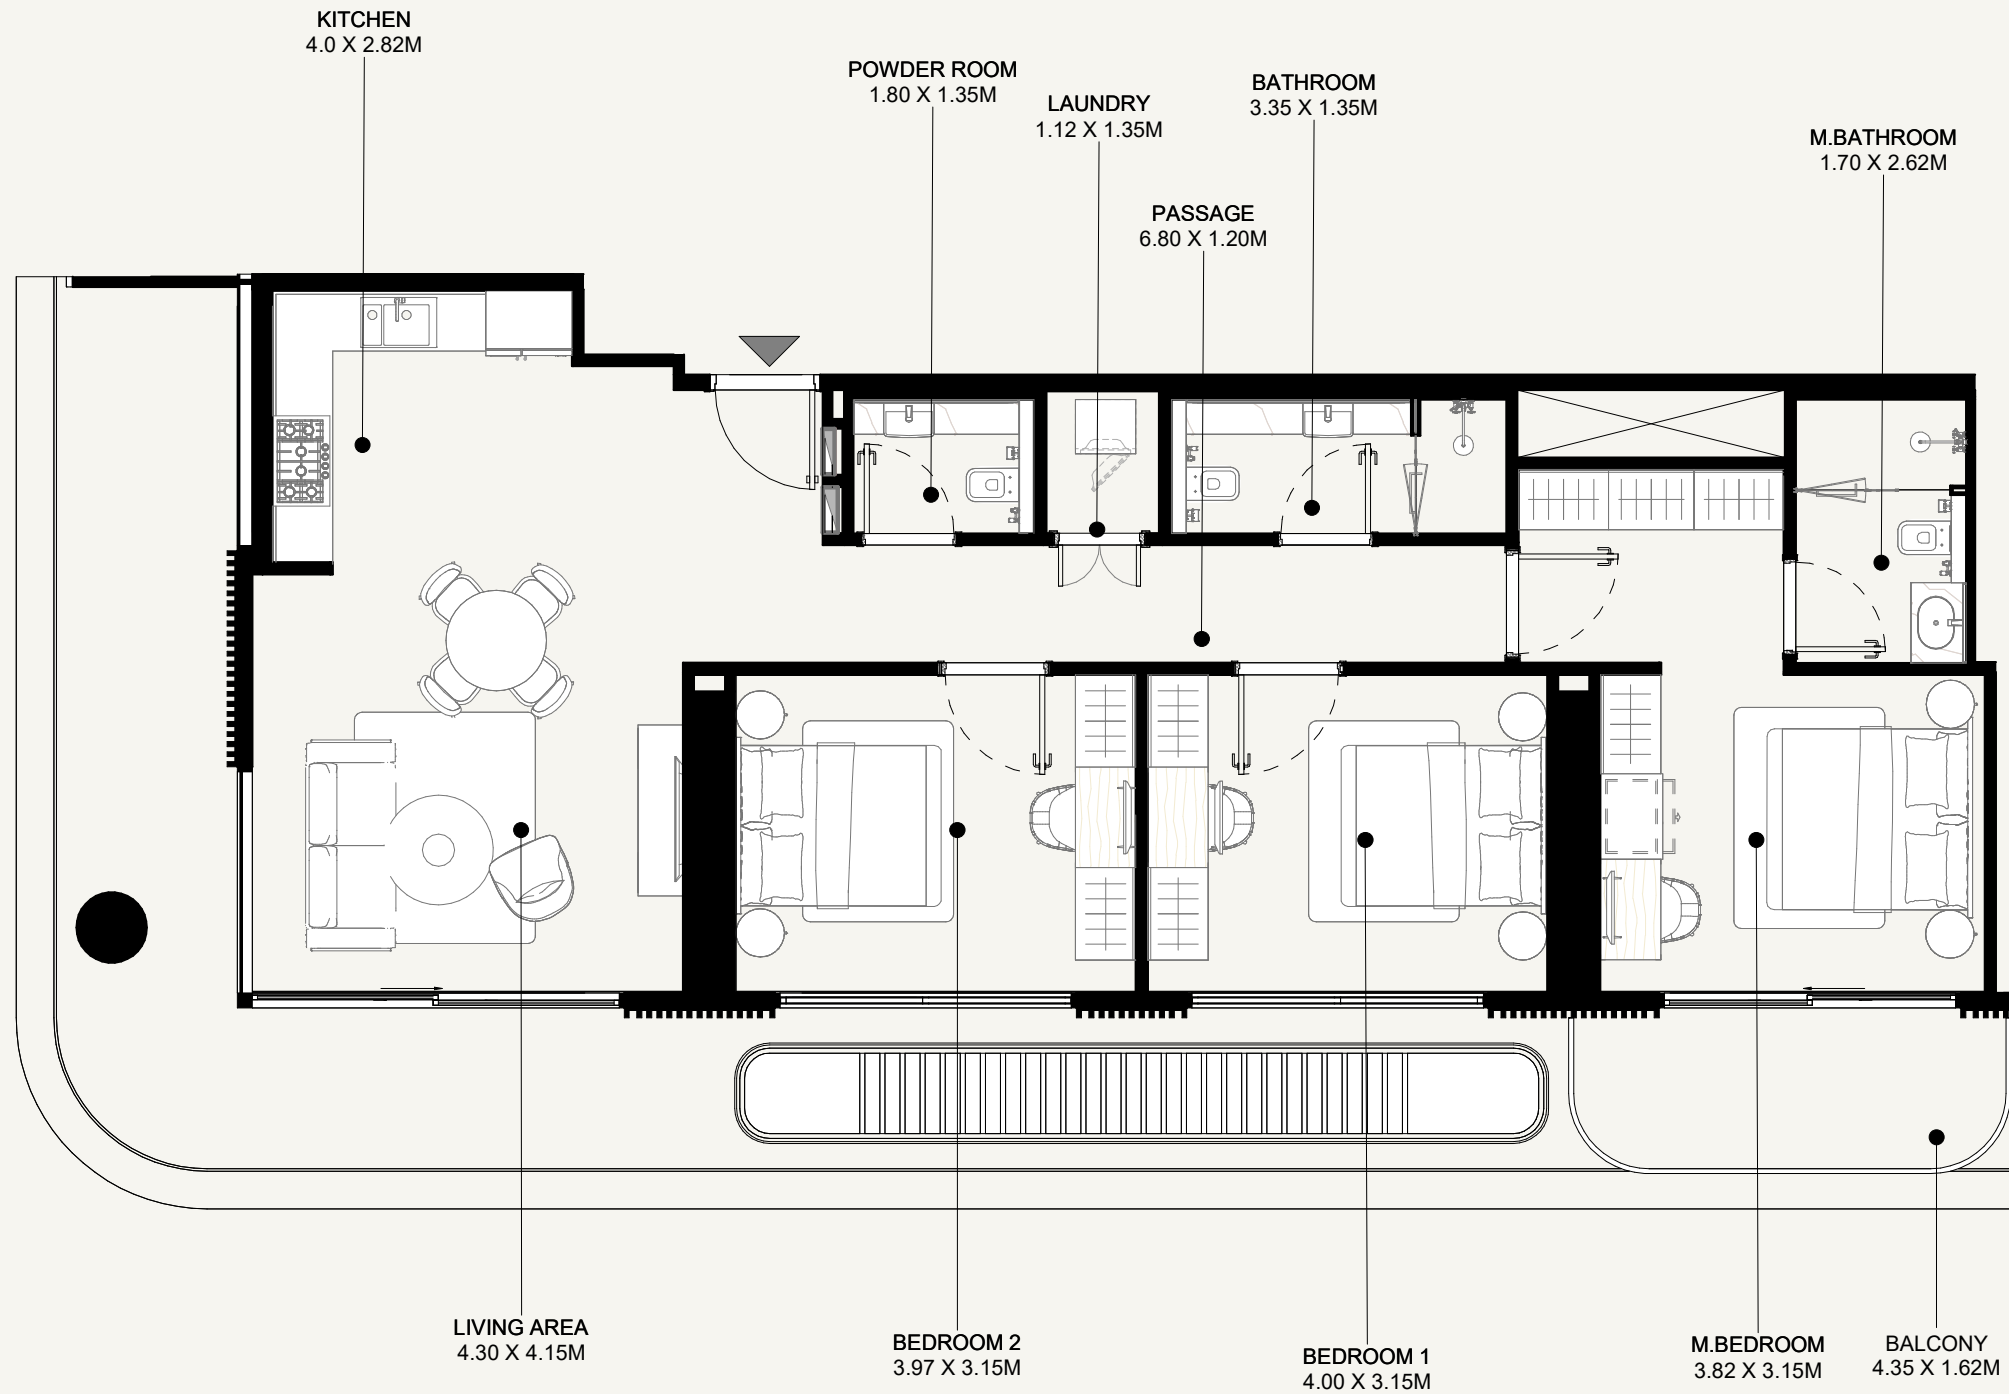 KITCHEN
4.0 X 2.82M
POWDER ROOM
1.80 X 1.35M
LAUNDRY
1.12 X 1.35M
BATHROOM
3.35 X 1.35M
M.BATHROOM
1.70 X 2.62M
PASSAGE
6.80 X 1.20M
LIVING AREA
4.30 X 4.15M
BEDROOM 2
3.97 X 3.15M
BEDROOM 1
4.00 X 3.15M
M.BEDROOM
3.82 X 3.15M
BALCONY
4.35 X 1.62M